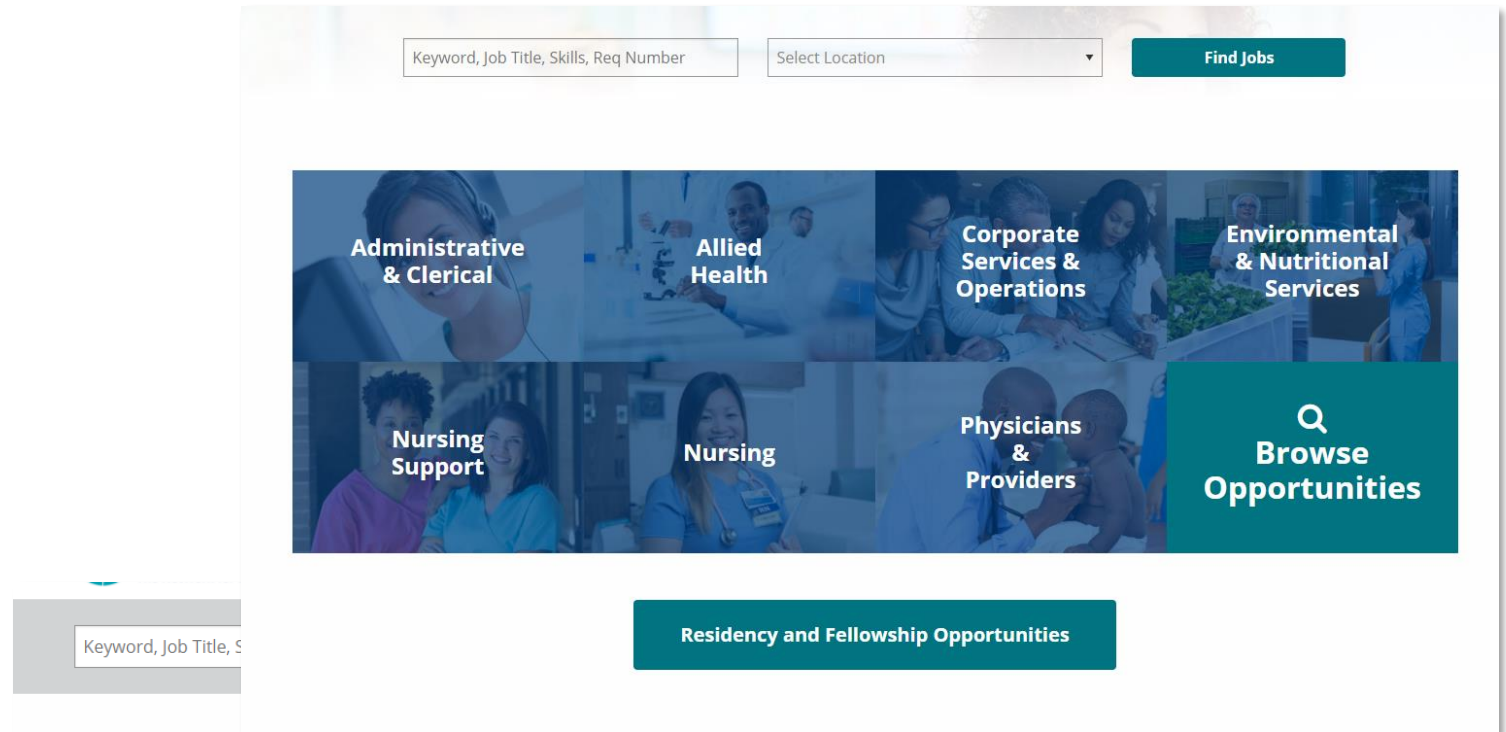 Keyword, Job Title, Skills, Req Number
Select Location
Find Jobs
Administrative
& Clerical
Allied
Health
Corporate
Services &
Operations
Environmental
& Nutritional
Services
Nursing
Support
Nursing
Physicians
&
Providers
Browse
Opportunities
Residency and Fellowship Opportunities
Keyword, Job Title, S